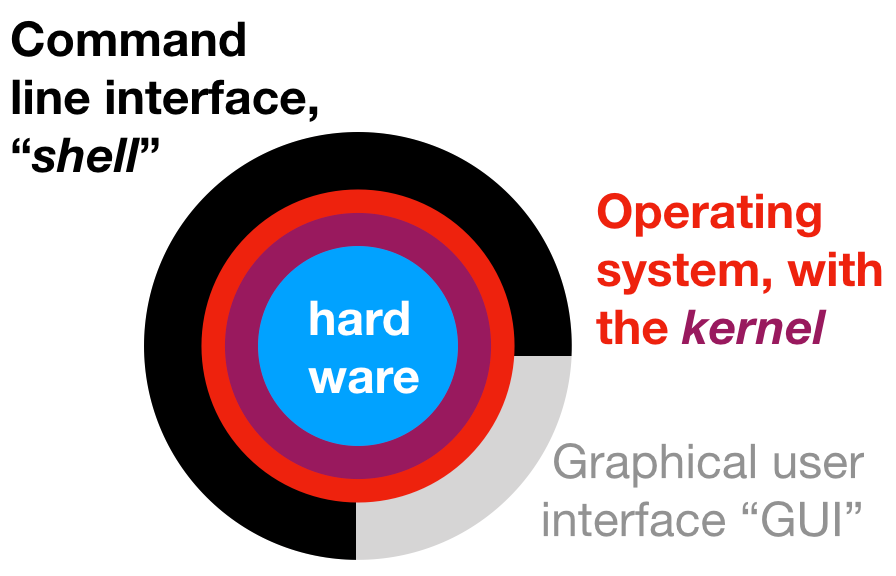 Command
line interface,
“shell”
Operating
system, with
the kernel
hard
ware
Graphical user
interface “GUI”